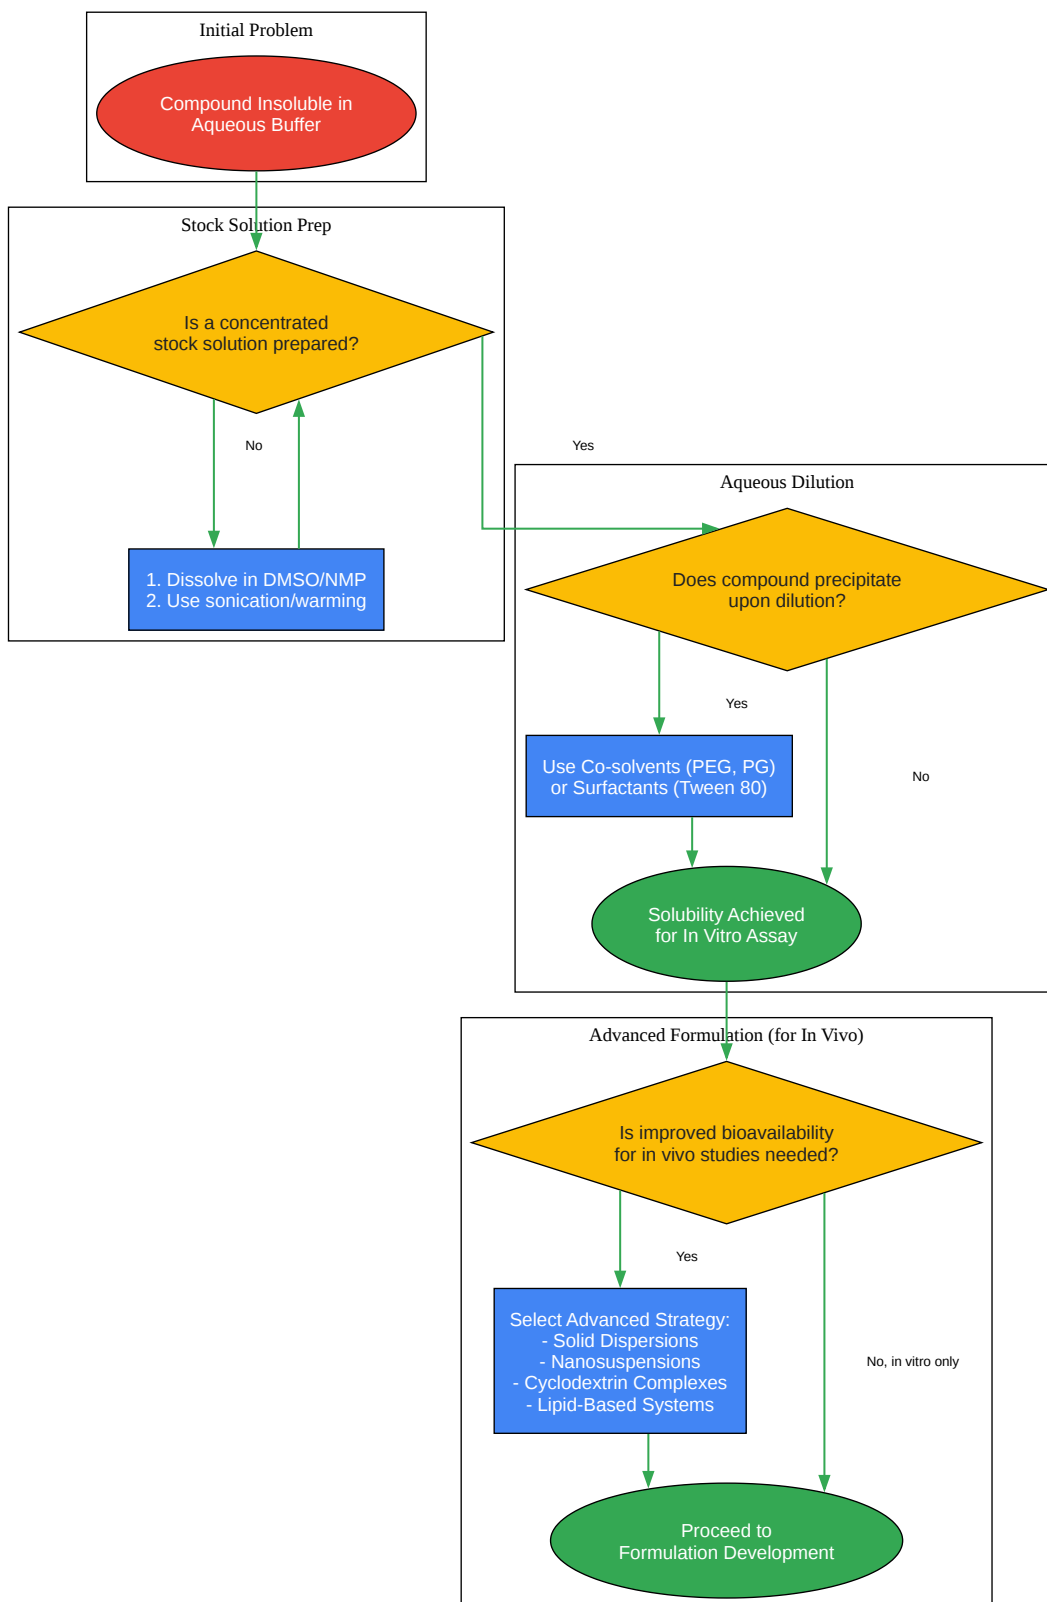 Initial Problem
Compound Insoluble in
Aqueous Buffer
Stock Solution Prep
Is a concentrated
stock solution prepared?
No
Yes
1. Dissolve in DMSO/NMP
2. Use sonication/warming
Aqueous Dilution
Does compound precipitate
upon dilution?
Yes
No
Use Co-solvents (PEG, PG)
or Surfactants (Tween 80)
Solubility Achieved
for In Vitro Assay
Advanced Formulation (for In Vivo)
Is improved bioavailability
for in vivo studies needed?
Yes
No, in vitro only
Select Advanced Strategy:
- Solid Dispersions
- Nanosuspensions
- Cyclodextrin Complexes
- Lipid-Based Systems
Proceed to
Formulation Development